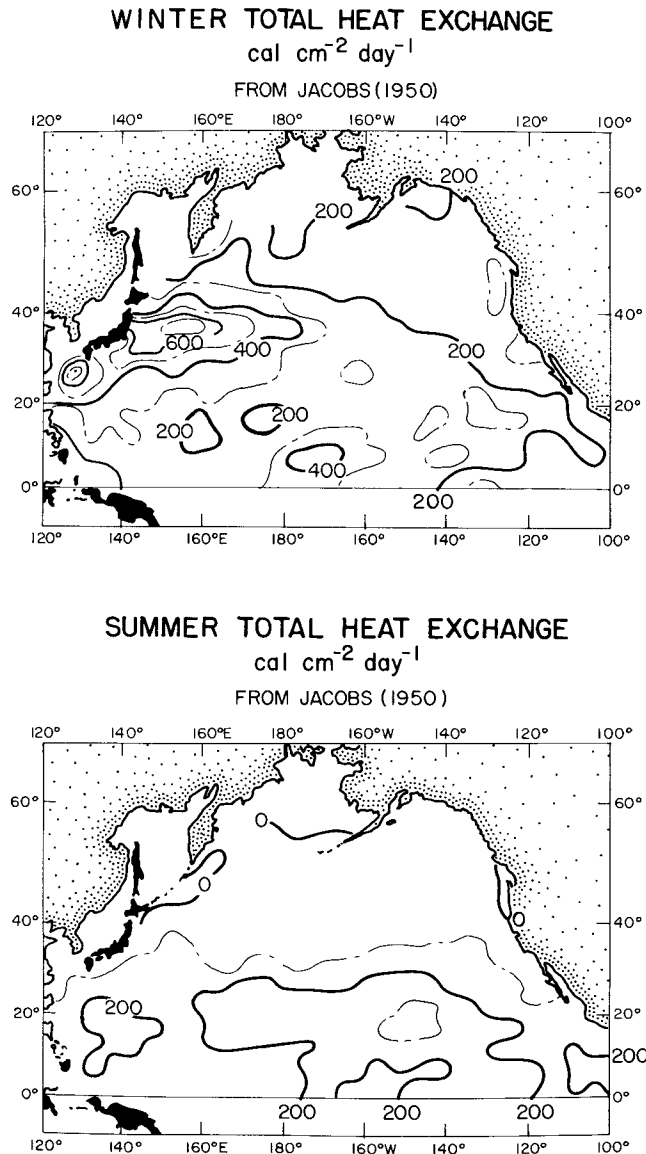 WINTER TOTAL HEAT EXCHANGE
cal cm⁻² day⁻¹
FROM JACOBS (1950)
120° 140° 160°E 180° 160°W 140° 120° 100°
200
60° 200 60°
40° 40°
600 400 200
20° 20°
200 200
400
0° 200 0°
120° 140° 160°E 180° 160°W 140° 120° 100°
SUMMER TOTAL HEAT EXCHANGE
cal cm⁻² day⁻¹
FROM JACOBS (1950)
120° 140° 160°E 180° 160°W 140° 120° 100°
60° 60°
0
0
40° 0 40°
20° 200 20°
200
0° 0°
200 200 200
120° 140° 160°E 180° 160°W 140° 120° 100°